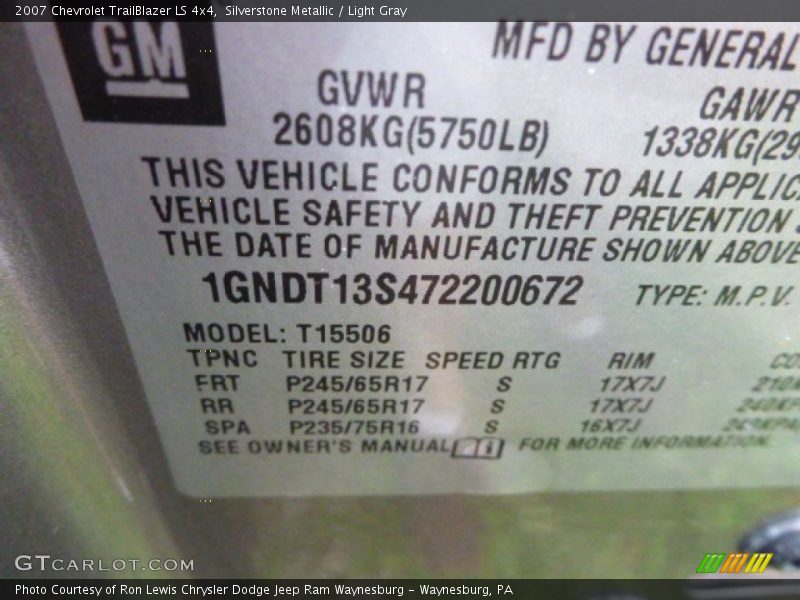 2007 Chevrolet TrailBlazer LS 4x4, Silverstone Metallic / Light Gray
GM
MFD BY GENERAL
GVWR
GAWR
2608KG(5750LB)
1338KG(29
THIS VEHICLE CONFORMS TO ALL APPLIC
VEHICLE SAFETY AND THEFT PREVENTION
THE DATE OF MANUFACTURE SHOWN ABOVE
1GNDT13S472200672
TYPE: M.P.V.
MODEL: T15506
TPNC TIRE SIZE SPEED RTG RIM CO
FRT P245/65R17 S 17X7J 210K
RR P245/65R17 S 17X7J 240KP
SPA P235/75R16 S 16X7J 240KPA
SEE OWNER'S MANUAL i FOR MORE INFORMATION
GTCARLOT.COM
Photo Courtesy of Ron Lewis Chrysler Dodge Jeep Ram Waynesburg - Waynesburg, PA